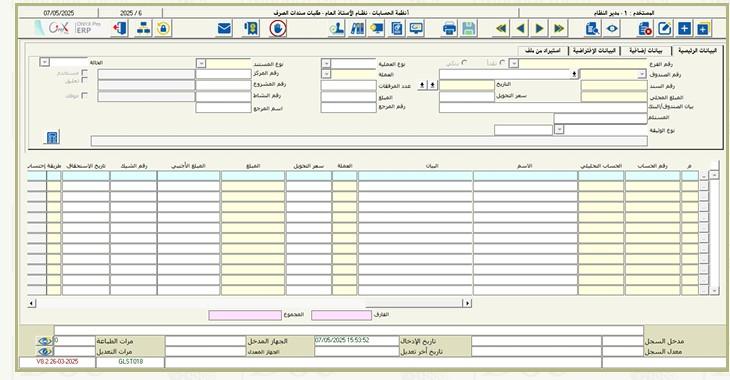 المستخدم : 1 - مدير النظام
أنظمة الحسابات - نظـام الأستاذ العـام - طلبات سندات الصرف
2025 / 6
07/05/2025
Onyx Pro
ERP
البيانات الرئيسية
بيانات إضافية
البيانات الإفتراضية
استيراد من ملف
رقم الفرع
نقدا
بنكي
نوع العملية
نوع المستند
الحالة
رقم الصندوق
العملة
رقم المركز
مستخدم
رقم السند
التاريخ
عدد المرفقات
رقم المشروع
تعليق
المبلغ المحلي
سعر التحويل
المبلغ
رقم النشاط
موقف
بيان الصندوق/البنك
رقم المرجع
اسم المرجع
المستلم
نوع الوثيقة
م رقم الحساب الحساب التحليلي الاسم البيان العملة سعر التحويل المبلغ المبلغ الأجنبي رقم الشيك تاريخ الإستحقاق طريقة إحتساب
الفارق
المجموع
مدخل السجل
تاريخ الإدخال
07/05/2025 15:53:52
الجهاز المدخل
مرات الطباعة
0
معدل السجل
تاريخ آخر تعديل
الجهاز المعدل
مرات التعديل
GLST018
V8.2.26-03-2025